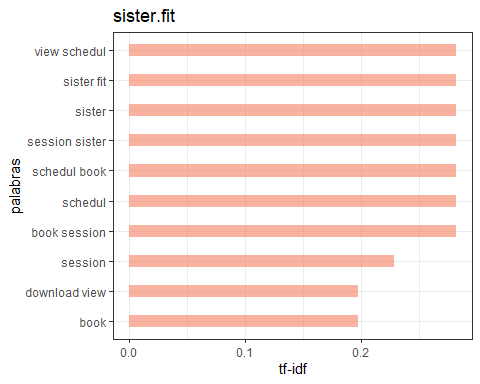 sister.fit
view schedul
sister fit
sister
session sister
schedul book
schedul
book session
session
download view
book
palabras
0.0
0.1
0.2
tf-idf